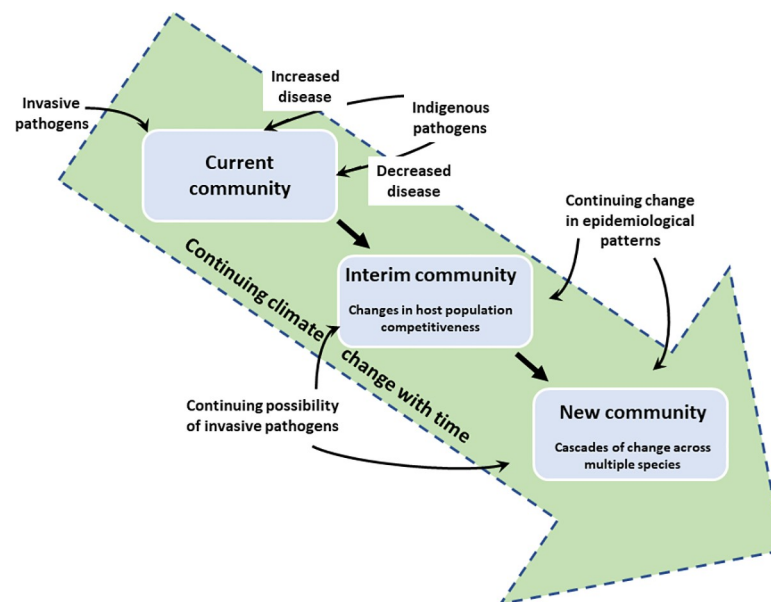 Increased
disease
Invasive
pathogens
Indigenous
pathogens
Current
community
Decreased
disease
Continuing change
in epidemiological
patterns
Interim community
Changes in host population
competitiveness
Continuing climate change with time
Continuing possibility
of invasive pathogens
New community
Cascades of change across
multiple species